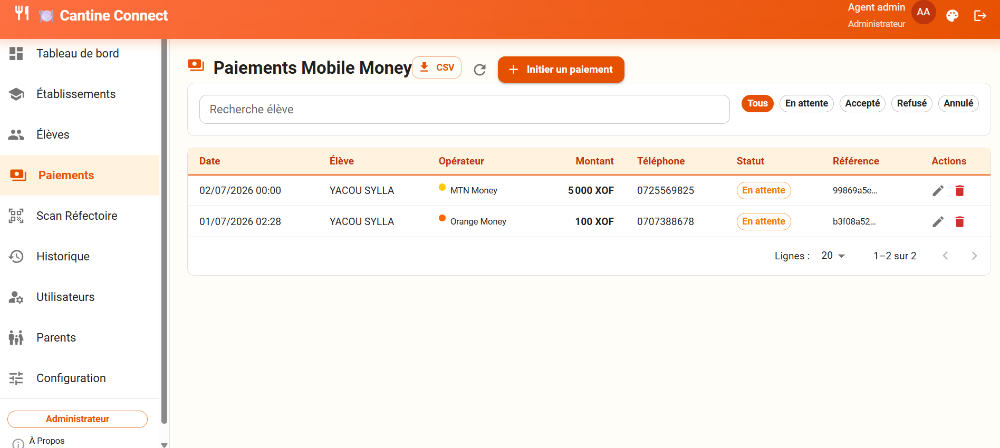 Cantine Connect
Agent admin
Administrateur
AA
Tableau de bord
Établissements
Élèves
Paiements
Scan Réfectoire
Historique
Utilisateurs
Parents
Configuration
Administrateur
À Propos
Paiements Mobile Money
CSV
Initier un paiement
Recherche élève
Tous En attente Accepté Refusé Annulé
Date Élève Opérateur Montant Téléphone Statut Référence Actions
02/07/2026 00:00 YACOU SYLLA MTN Money 5 000 XOF 0725569825 En attente 99869a5e...
01/07/2026 02:28 YACOU SYLLA Orange Money 100 XOF 0707388678 En attente b3f08a52...
Lignes : 20 1–2 sur 2